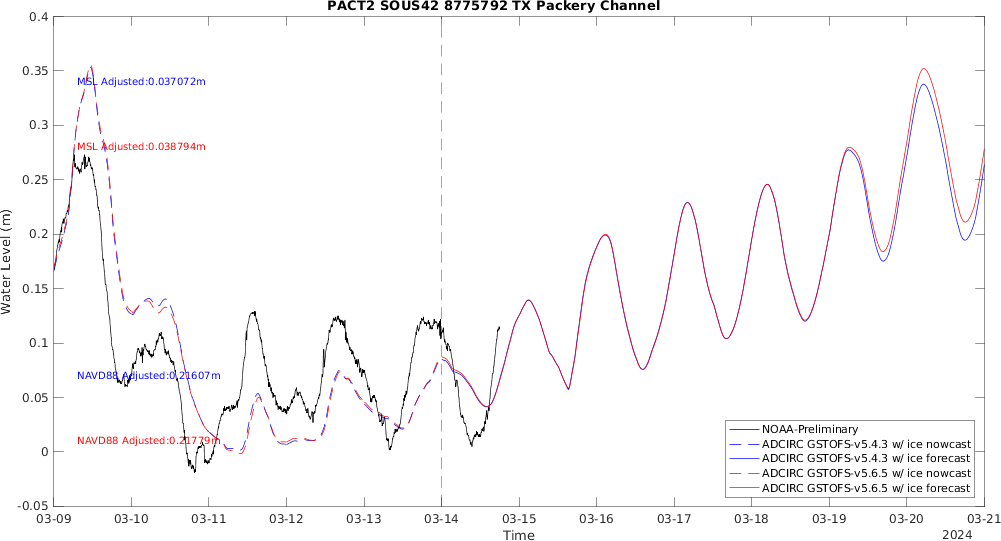 PACT2 SOUS42 8775792 TX Packery Channel
0.4
0.35
0.3
0.25
0.2
0.15
0.1
0.05
0
-0.05
Water Level (m)
MSL Adjusted:0.037072m
MSL Adjusted:0.038794m
NAVD88 Adjusted:0.21607m
NAVD88 Adjusted:0.21779m
NOAA-Preliminary
ADCIRC GSTOFS-v5.4.3 w/ ice nowcast
ADCIRC GSTOFS-v5.4.3 w/ ice forecast
ADCIRC GSTOFS-v5.6.5 w/ ice nowcast
ADCIRC GSTOFS-v5.6.5 w/ ice forecast
03-09 03-10 03-11 03-12 03-13 03-14 03-15 03-16 03-17 03-18 03-19 03-20 03-21
Time
2024